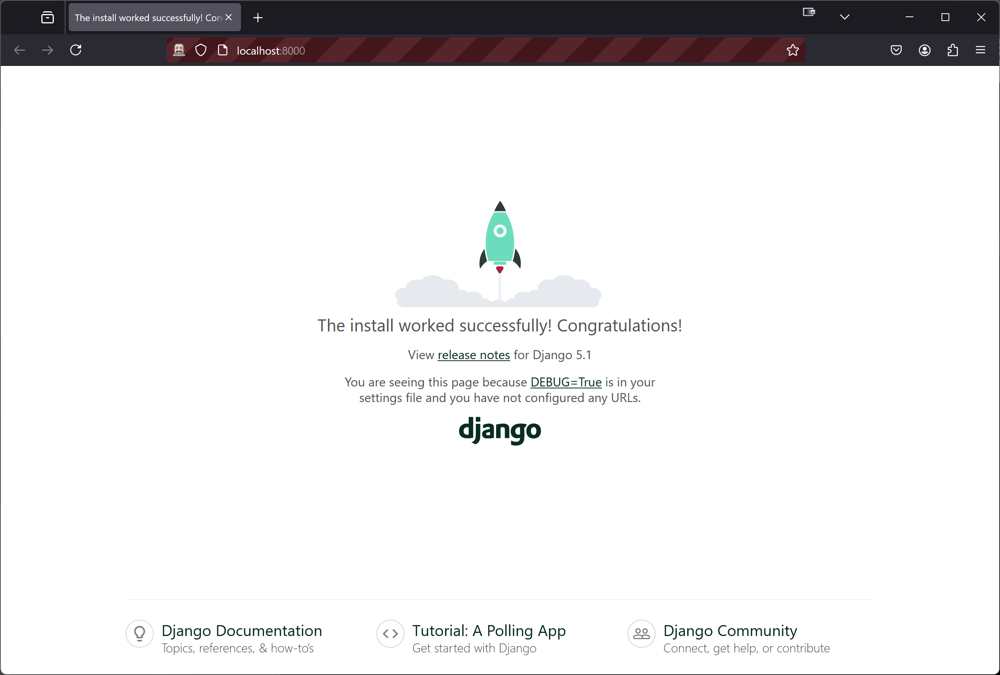 The install worked successfully! Con
localhost:8000
The install worked successfully! Congratulations!
View release notes for Django 5.1
You are seeing this page because DEBUG=True is in your
settings file and you have not configured any URLs.
django
Django Documentation
Topics, references, & how-to’s
Tutorial: A Polling App
Get started with Django
Django Community
Connect, get help, or contribute